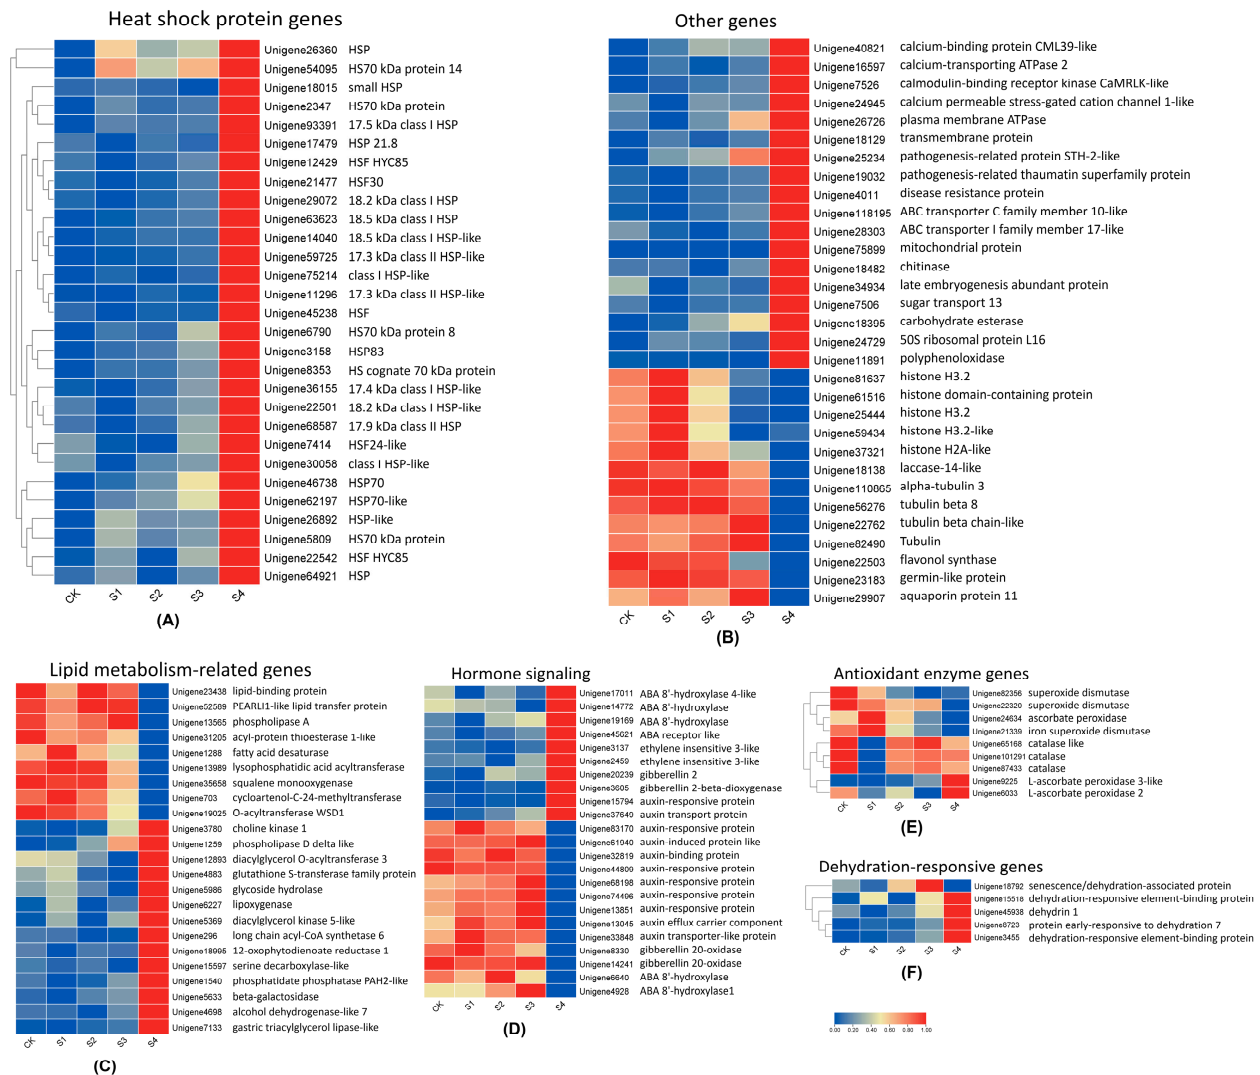 Heat shock protein genes
Unigene26360 HSP
Unigene54095 HS70 kDa protein 14
Unigene18015 small HSP
Unigene2347 HS70 kDa protein
Unigene93391 17.5 kDa class I HSP
Unigene17479 HSP 21.8
Unigene12429 HSF HYC85
Unigene21477 HSF30
Unigene29072 18.2 kDa class I HSP
Unigene63623 18.5 kDa class I HSP
Unigene14040 18.5 kDa class I HSP-like
Unigene59725 17.3 kDa class II HSP-like
Unigene75214 class I HSP-like
Unigene11296 17.3 kDa class II HSP-like
Unigene45238 HSF
Unigene6790 HS70 kDa protein 8
Unigene3158 HSP83
Unigene8353 HS cognate 70 kDa protein
Unigene36155 17.4 kDa class I HSP-like
Unigene22501 18.2 kDa class I HSP-like
Unigene68587 17.9 kDa class II HSP
Unigene7414 HSF24-like
Unigene30058 class I HSP-like
Unigene46738 HSP70
Unigene62197 HSP70-like
Unigene26892 HSP-like
Unigene5809 HS70 kDa protein
Unigene22542 HSF HYC85
Unigene64921 HSP
CK S1 S2 S3 S4
(A)
Other genes
Unigene40821 calcium-binding protein CML39-like
Unigene16597 calcium-transporting ATPase 2
Unigene7526 calmodulin-binding receptor kinase CaMRLK-like
Unigene24945 calcium permeable stress-gated cation channel 1-like
Unigene26726 plasma membrane ATPase
Unigene18129 transmembrane protein
Unigene25234 pathogenesis-related protein STH-2-like
Unigene19032 pathogenesis-related thaumatin superfamily protein
Unigene4011 disease resistance protein
Unigene118195 ABC transporter C family member 10-like
Unigene28303 ABC transporter I family member 17-like
Unigene75899 mitochondrial protein
Unigene18482 chitinase
Unigene34934 late embryogenesis abundant protein
Unigene7506 sugar transport 13
Unigene18395 carbohydrate esterase
Unigene24729 50S ribosomal protein L16
Unigene11891 polyphenoloxidase
Unigene81637 histone H3.2
Unigene61516 histone domain-containing protein
Unigene25444 histone H3.2
Unigene59434 histone H3.2-like
Unigene37321 histone H2A-like
Unigene18138 laccase-14-like
Unigene110865 alpha-tubulin 3
Unigene56276 tubulin beta 8
Unigene22762 tubulin beta chain-like
Unigene82490 Tubulin
Unigene22503 flavonol synthase
Unigene23183 germin-like protein
Unigene29907 aquaporin protein 11
CK S1 S2 S3 S4
(B)
Lipid metabolism-related genes
Unigene23438 lipid-binding protein
Unigene52589 PEARLI1-like lipid transfer protein
Unigene13565 phospholipase A
Unigene31205 acyl-protein thioesterase 1-like
Unigene1288 fatty acid desaturase
Unigene13989 lysophosphatidic acid acyltransferase
Unigene35658 squalene monooxygenase
Unigene703 cycloartenol-C-24-methyltransferase
Unigene19025 O-acyltransferase WSD1
Unigene3780 choline kinase 1
Unigene1259 phospholipase D delta like
Unigene12893 diacylglycerol O-acyltransferase 3
Unigene4883 glutathione S-transferase family protein
Unigene5986 glycoside hydrolase
Unigene6227 lipoxygenase
Unigene5369 diacylglycerol kinase 5-like
Unigene296 long chain acyl-CoA synthetase 6
Unigene18995 12-oxophytodienoate reductase 1
Unigene15597 serine decarboxylase-like
Unigene1540 phosphatidate phosphatase PAH2-like
Unigene5633 beta-galactosidase
Unigene4698 alcohol dehydrogenase-like 7
Unigene7133 gastric triacylglycerol lipase-like
CK S1 S2 S3 S4
(C)
Hormone signaling
Unigene17011 ABA 8'-hydroxylase 4-like
Unigene14772 ABA 8'-hydroxylase
Unigene19169 ABA 8'-hydroxylase
Unigene45021 ABA receptor like
Unigene3137 ethylene insensitive 3-like
Unigene2459 ethylene insensitive 3-like
Unigene20239 gibberellin 2
Unigene3605 gibberellin 2-beta-dioxygenase
Unigene15794 auxin-responsive protein
Unigene37640 auxin transport protein
Unigene83170 auxin-responsive protein
Unigene61940 auxin-induced protein like
Unigene32819 auxin-binding protein
Unigene44809 auxin-responsive protein
Unigene68198 auxin-responsive protein
Unigene74406 auxin-responsive protein
Unigene13851 auxin-responsive protein
Unigene13045 auxin efflux carrier component
Unigene33848 auxin transporter-like protein
Unigene8330 gibberellin 20-oxidase
Unigene14241 gibberellin 20-oxidase
Unigene6640 ABA 8'-hydroxylase
Unigene4928 ABA 8'-hydroxylase1
CK S1 S2 S3 S4
(D)
Antioxidant enzyme genes
Unigene82356 superoxide dismutase
Unigene22320 superoxide dismutase
Unigene24634 ascorbate peroxidase
Unigene21339 iron superoxide dismutase
Unigene65168 catalase like
Unigene101291 catalase
Unigene87433 catalase
Unigene9225 L-ascorbate peroxidase 3-like
Unigene6033 L-ascorbate peroxidase 2
CK S1 S2 S3 S4
(E)
Dehydration-responsive genes
Unigene18792 senescence/dehydration-associated protein
Unigene15518 dehydration-responsive element-binding protein
Unigene45938 dehydrin 1
Unigene8723 protein early-responsive to dehydration 7
Unigene3455 dehydration-responsive element-binding protein
CK S1 S2 S3 S4
(F)
0.00 0.20 0.40 0.60 0.80 1.00